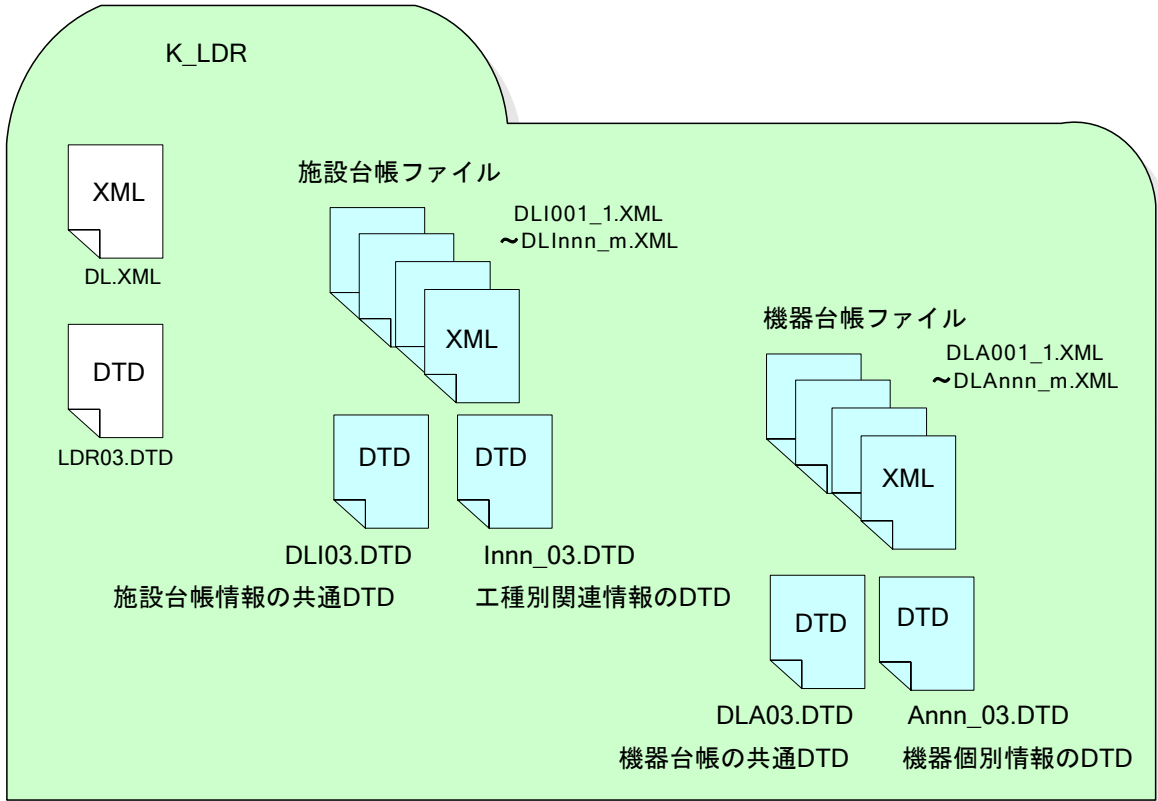 K_LDR
XML
DL.XML
DTD
LDR03.DTD
施設台帳ファイル
DLI001_1.XML
～DLInnn_m.XML
XML
DTD
DTD
DLI03.DTD
Innn_03.DTD
施設台帳情報の共通DTD
工種別関連情報のDTD
機器台帳ファイル
DLA001_1.XML
～DLAnnn_m.XML
XML
DTD
DTD
DLA03.DTD
Annn_03.DTD
機器台帳の共通DTD
機器個別情報のDTD